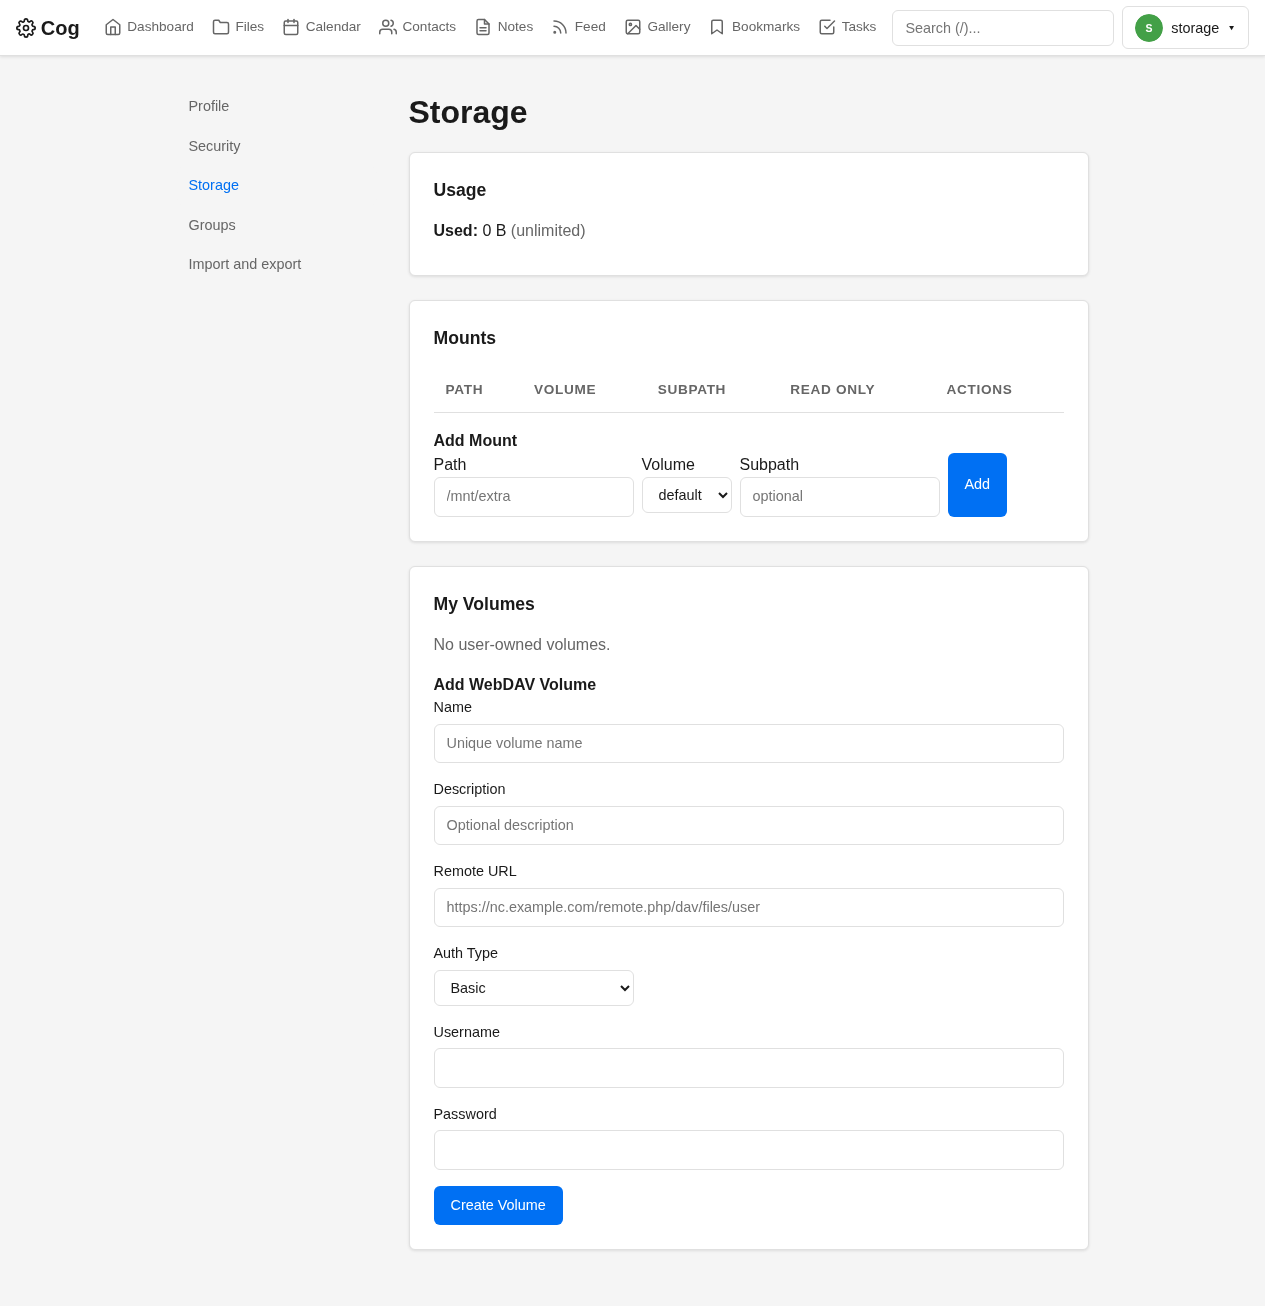 Cog Dashboard Files Calendar Contacts Notes Feed Gallery Bookmarks Tasks Search (/)... S storage
Profile
Security
Storage
Groups
Import and export
Storage
Usage
Used: 0 B (unlimited)
Mounts
PATH VOLUME SUBPATH READ ONLY ACTIONS
Add Mount
Path Volume Subpath
/mnt/extra default optional Add
My Volumes
No user-owned volumes.
Add WebDAV Volume
Name
Unique volume name
Description
Optional description
Remote URL
https://nc.example.com/remote.php/dav/files/user
Auth Type
Basic
Username
Password
Create Volume